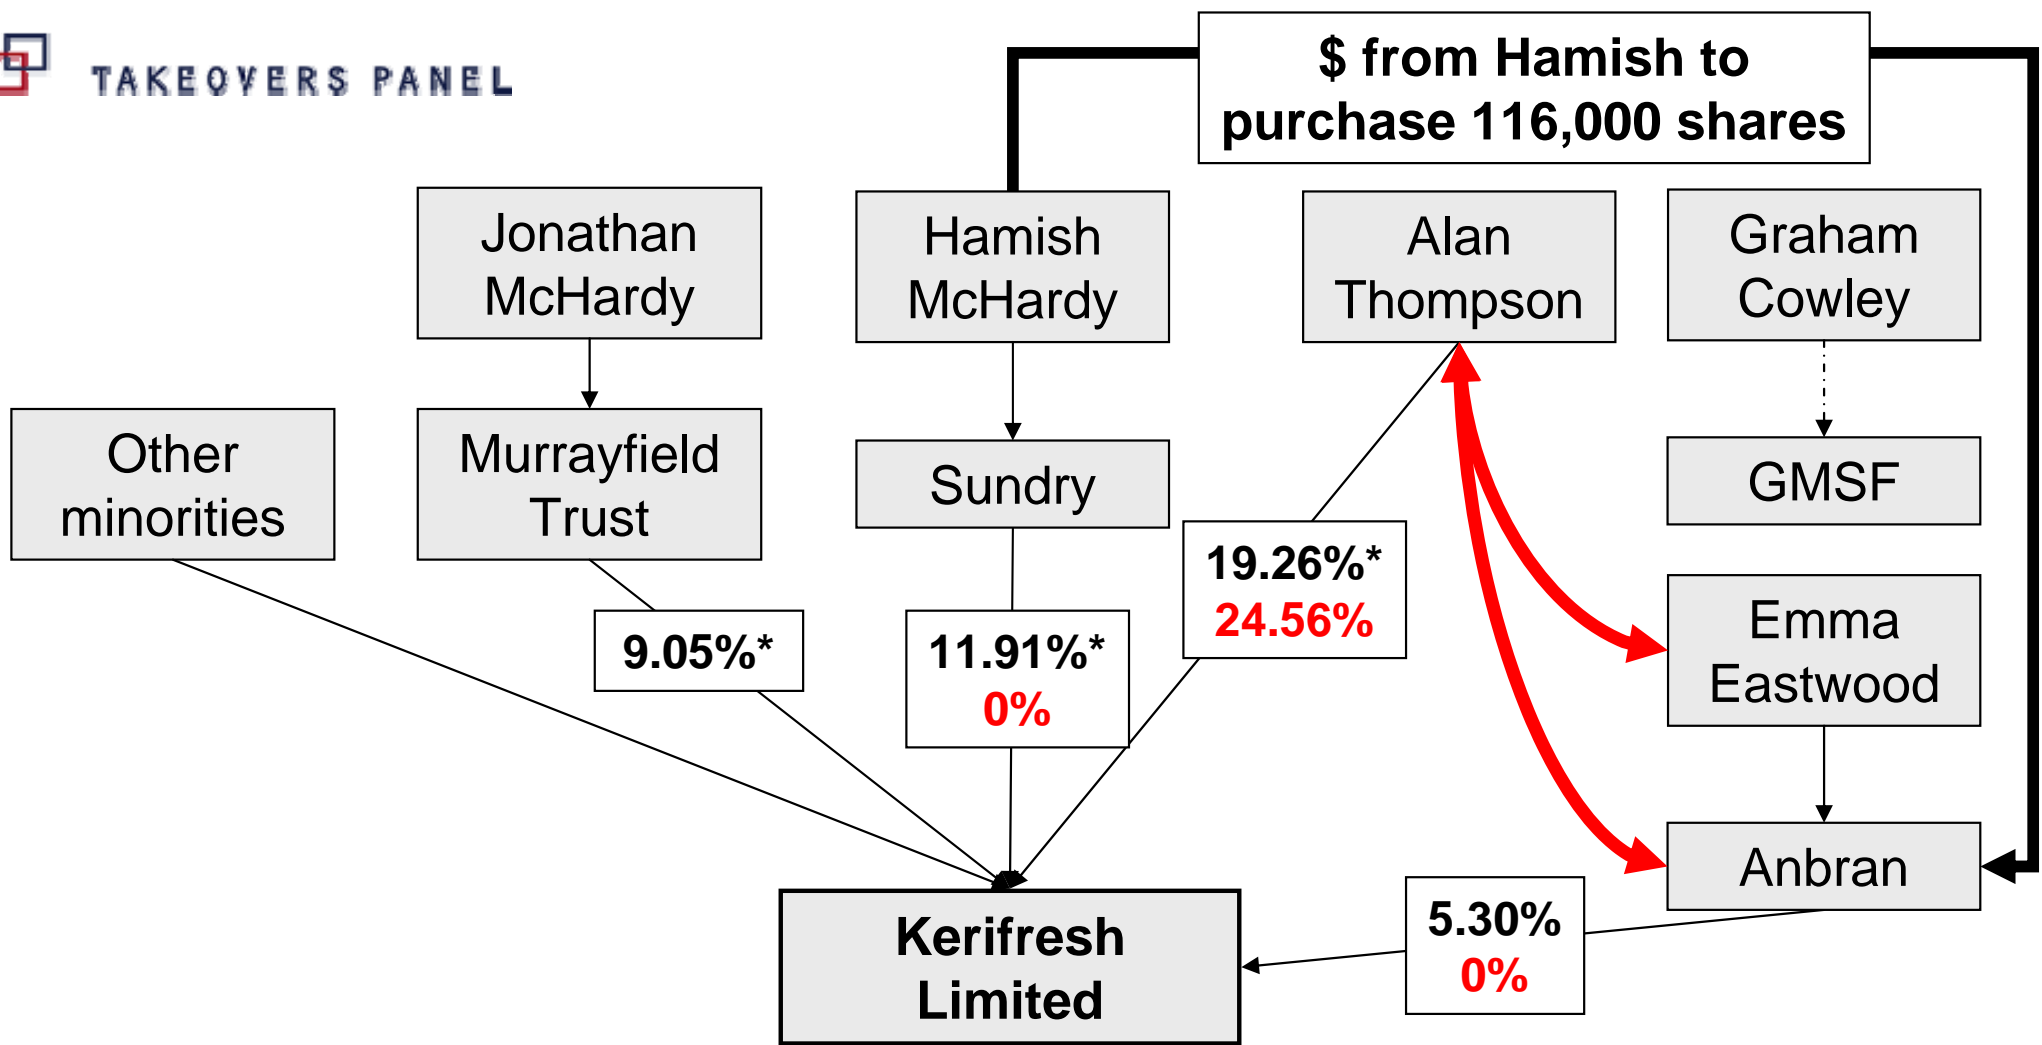 TAKEOVERS PANEL
$ from Hamish to
purchase 116,000 shares
Jonathan
McHardy
Hamish
McHardy
Alan
Thompson
Graham
Cowley
Other
minorities
Murrayfield
Trust
Sundry
GMSF
19.26%*
24.56%
9.05%*
11.91%*
0%
Emma
Eastwood
Anbran
5.30%
0%
Kerifresh
Limited